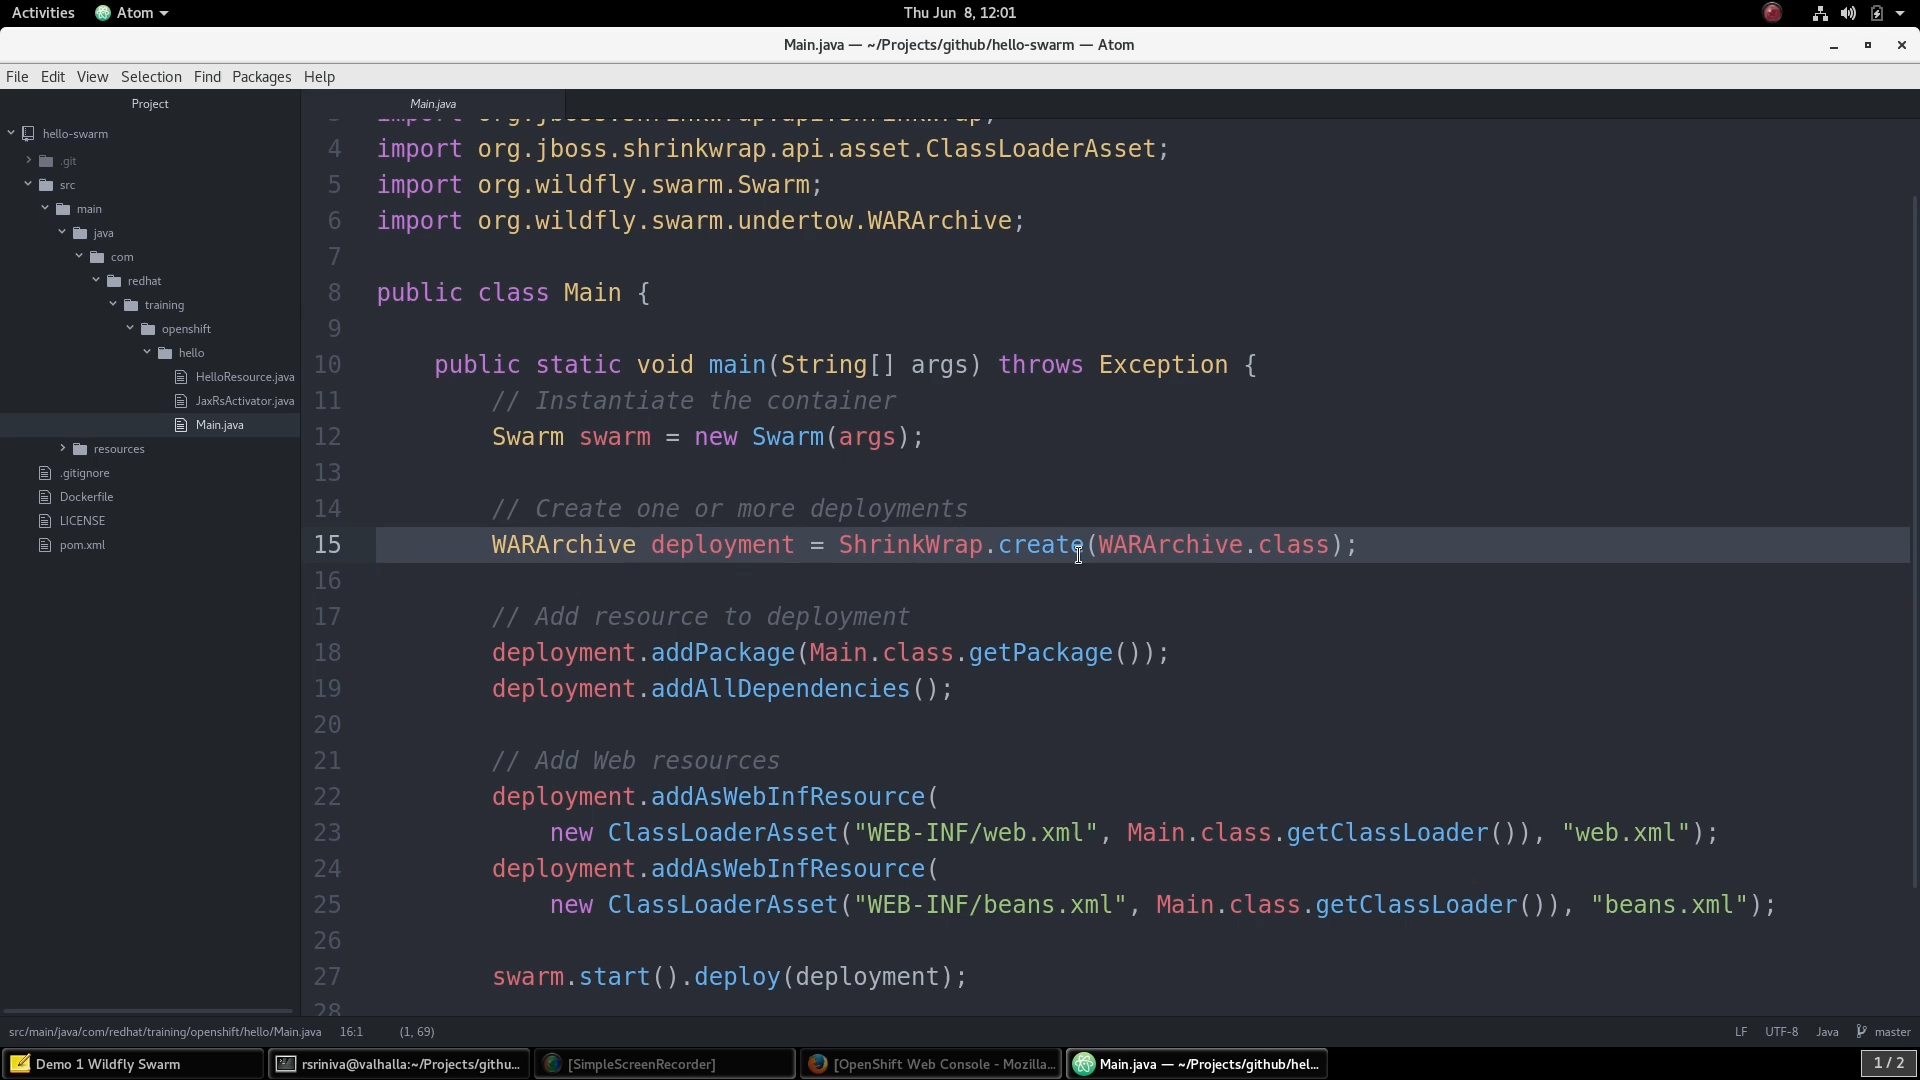 Activities
Atom
Thu Jun 8, 12:01
Main.java — ~/Projects/github/hello-swarm — Atom
File Edit View Selection Find Packages Help
Project
Main.java
hello-swarm
.git
src
main
java
com
redhat
training
openshift
hello
HelloResource.java
JaxRsActivator.java
Main.java
resources
.gitignore
Dockerfile
LICENSE
pom.xml
3 import org.jboss.shrinkwrap.api.ShrinkWrap;
4 import org.jboss.shrinkwrap.api.asset.ClassLoaderAsset;
5 import org.wildfly.swarm.Swarm;
6 import org.wildfly.swarm.undertow.WARArchive;
7
8 public class Main {
9
10 public static void main(String[] args) throws Exception {
11 // Instantiate the container
12 Swarm swarm = new Swarm(args);
13
14 // Create one or more deployments
15 WARArchive deployment = ShrinkWrap.create(WARArchive.class);
16
17 // Add resource to deployment
18 deployment.addPackage(Main.class.getPackage());
19 deployment.addAllDependencies();
20
21 // Add Web resources
22 deployment.addAsWebInfResource(
23 new ClassLoaderAsset("WEB-INF/web.xml", Main.class.getClassLoader()), "web.xml");
24 deployment.addAsWebInfResource(
25 new ClassLoaderAsset("WEB-INF/beans.xml", Main.class.getClassLoader()), "beans.xml");
26
27 swarm.start().deploy(deployment);
28
src/main/java/com/redhat/training/openshift/hello/Main.java 16:1 (1, 69) LF UTF-8 Java master
Demo 1 Wildfly Swarm
rsriniva@valhalla:~/Projects/githu...
[SimpleScreenRecorder]
[OpenShift Web Console - Mozilla...
Main.java — ~/Projects/github/hel...
1 / 2